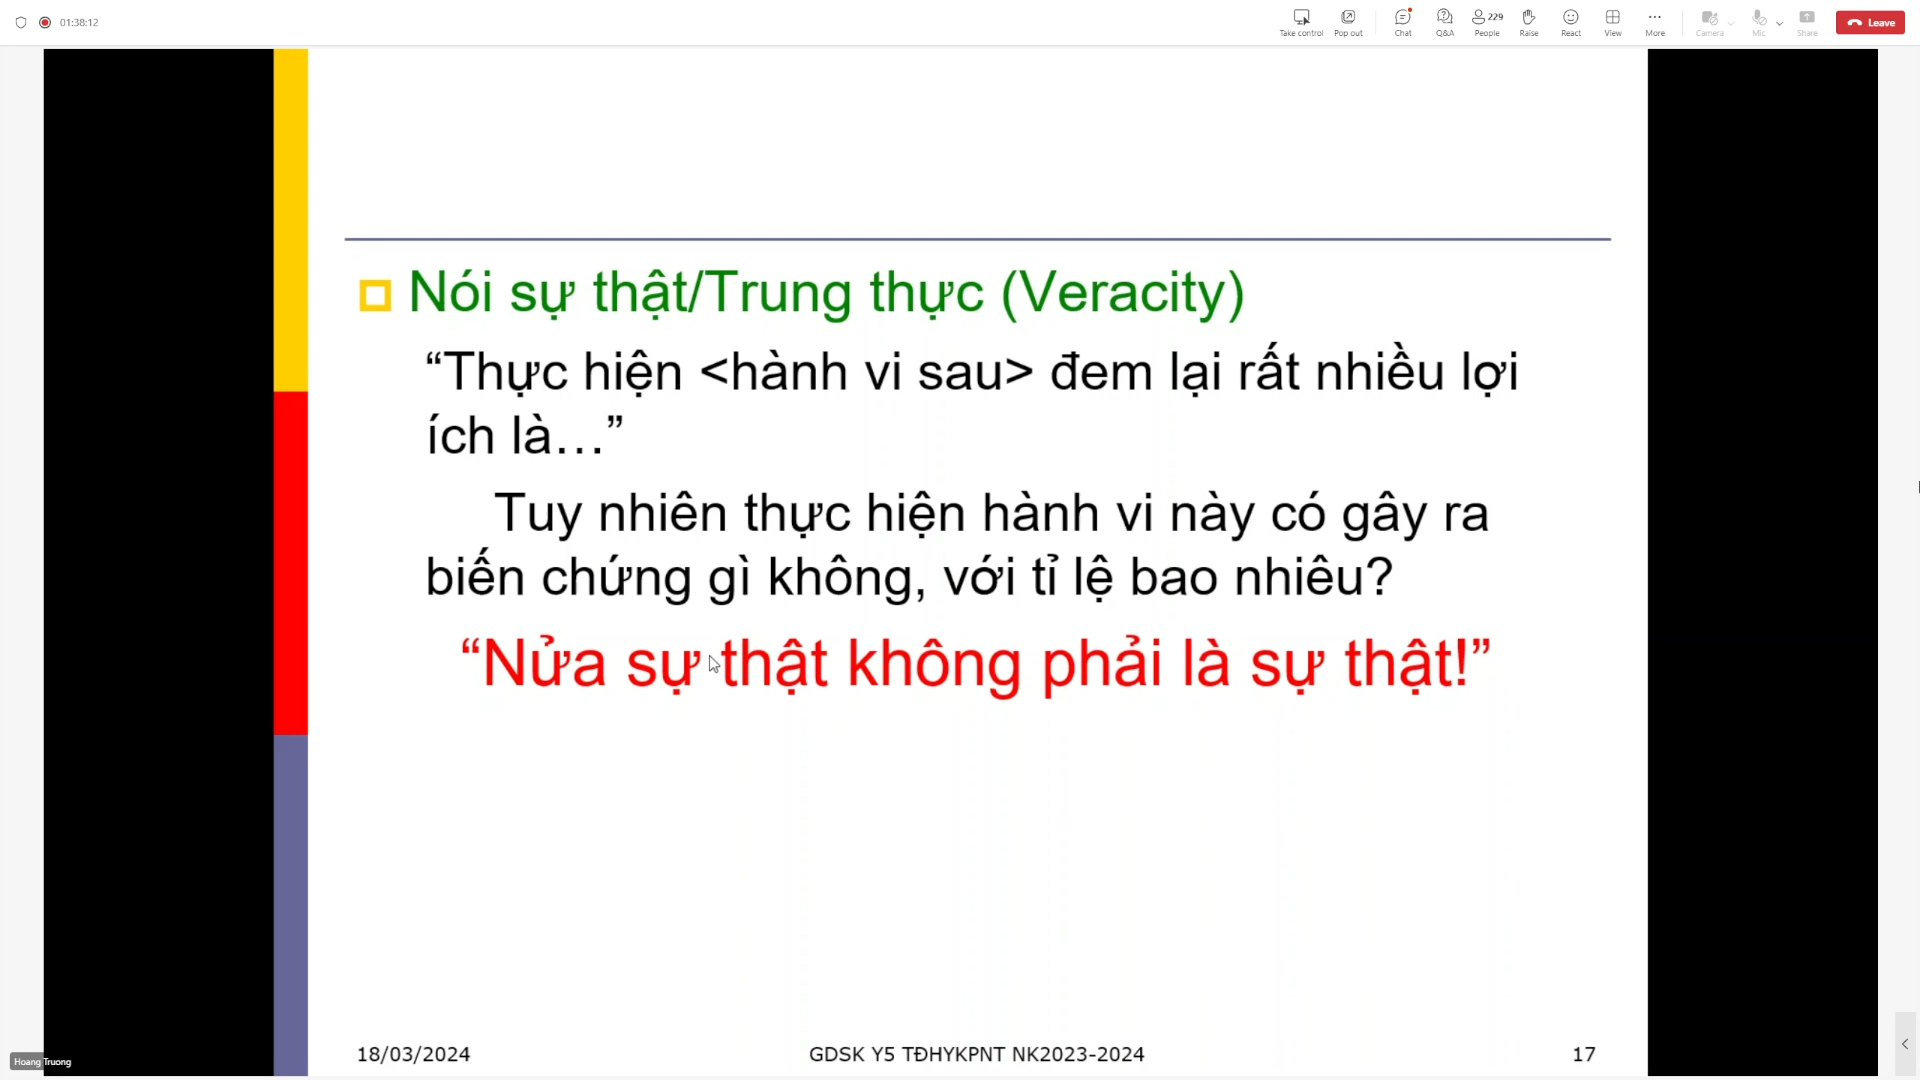 01:38:12
Take control
Pop out
Chat
Q&A
229
People
Raise
React
View
More
Camera
Mic
Share
Leave
Nói sự thật/Trung thực (Veracity)
“Thực hiện <hành vi sau> đem lại rất nhiều lợi
ích là…”
Tuy nhiên thực hiện hành vi này có gây ra
biến chứng gì không, với tỉ lệ bao nhiêu?
“Nửa sự thật không phải là sự thật!”
18/03/2024
GDSK Y5 TĐHYKPNT NK2023-2024
17
Hoang Truong